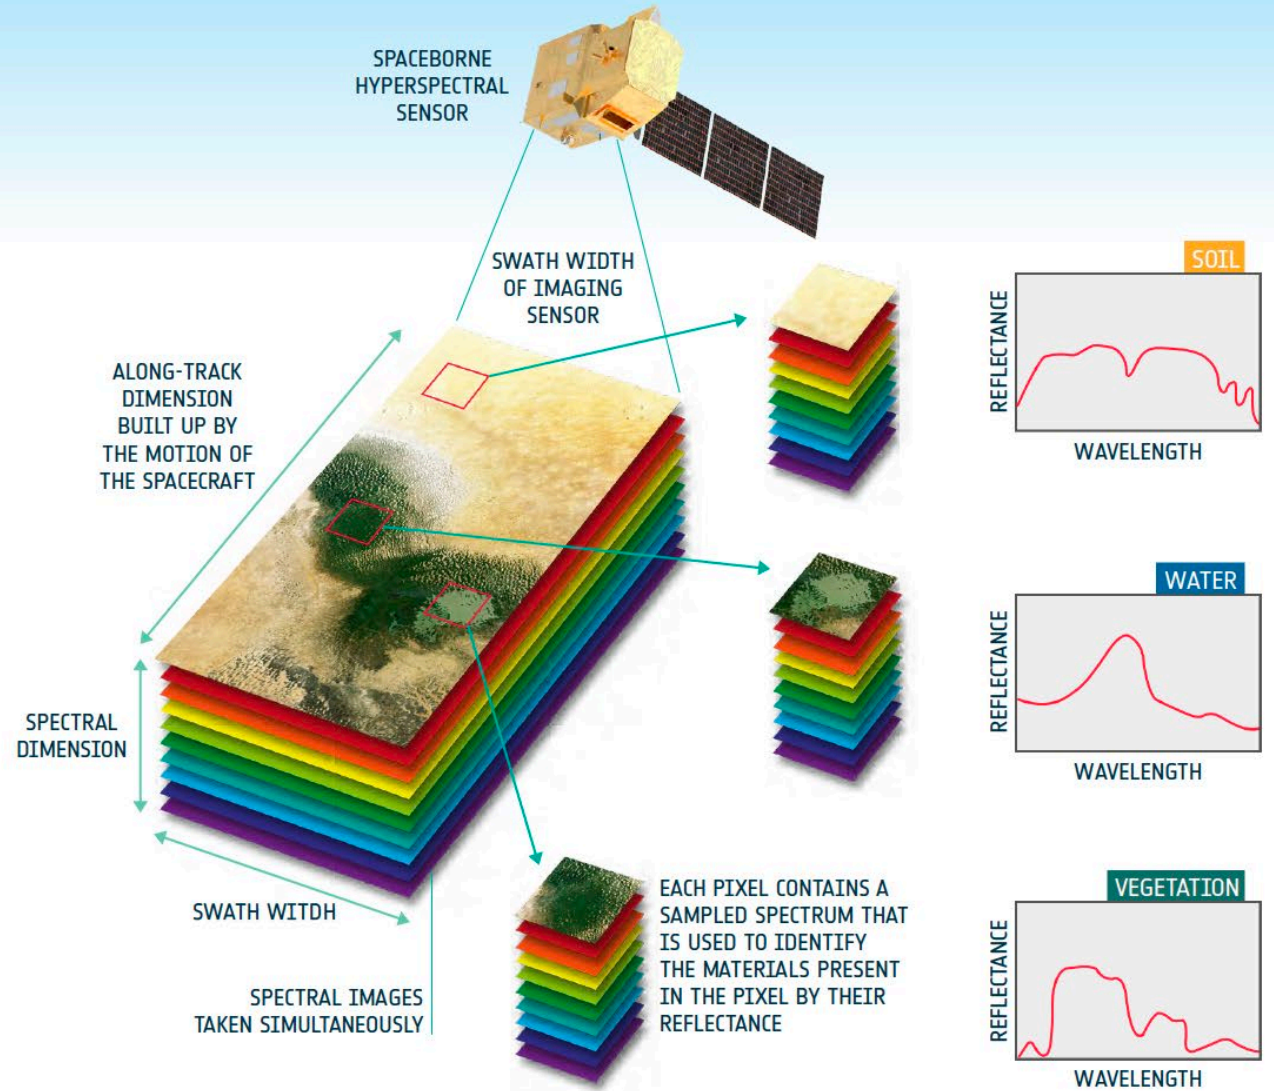 SPACEBORNE
HYPERSPECTRAL
SENSOR
SWATH WIDTH
OF IMAGING
SENSOR
ALONG-TRACK
DIMENSION
BUILT UP BY
THE MOTION OF
THE SPACECRAFT
SPECTRAL
DIMENSION
SWATH WITDH
SPECTRAL IMAGES
TAKEN SIMULTANEOUSLY
EACH PIXEL CONTAINS A
SAMPLED SPECTRUM THAT
IS USED TO IDENTIFY
THE MATERIALS PRESENT
IN THE PIXEL BY THEIR
REFLECTANCE
SOIL
REFLECTANCE
WAVELENGTH
WATER
REFLECTANCE
WAVELENGTH
VEGETATION
REFLECTANCE
WAVELENGTH